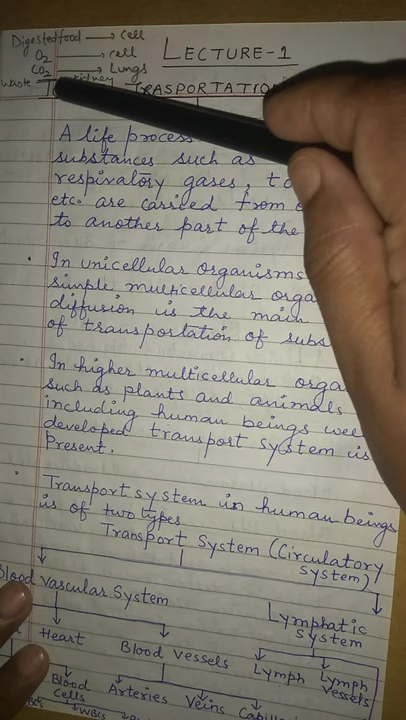 Digested food → cell
O2 → cell
CO2 → Lungs
Waste kidney
LECTURE-1
TRASPORTATION
A life process
substances such as
respiratory gases,
etc. are carried from
to another part of the
• In unicellular organisms
simple multicellular orga
diffusion is the main
of transportation of subs
• In higher multicellular orga
such as plants and animals
including human beings well
developed transport system is
present.
• Transport system in human beings
is of two types
Transport System (Circulatory
System)
Blood Vascular System
Lymphatic
system
Heart
Blood Vessels
Lymph
Lymph
Vessels
Blood
Cells
Arteries
Veins
Capill
WBCs